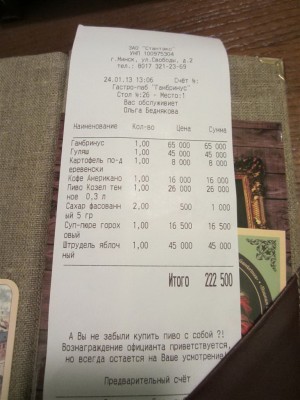 ЗАО "Стартакс"
УНП 100975304
г.Минск, ул.Свободы, д.2
тел.: 8017 321-23-69
24.01.13 13:06 Счёт №:
Гастро-паб "Гамбринус"
Стол №:26 - Место:1
Вас обслуживает
Ольга Беднякова
Наименование Кол-во Цена Сумма
Гамбринус 1,00 65 000 65 000
Гуляш 1,00 45 000 45 000
Картофель по-д 1,00 8 000 8 000
еревенски
Кофе Американо 1,00 16 000 16 000
Пиво Козел тем 1,00 26 000 26 000
ное 0,3 л
Сахар фасованн 2,00 500 1 000
ый 5 гр
Суп-пюре горох 1,00 16 500 16 500
овый
Штрудель яблоч 1,00 45 000 45 000
ный
Итого 222 500
А Вы не забыли купить пиво с собой ?!
Вознаграждение официанта приветствуется,
но всегда остается на Ваше усмотрение!
Предварительный счёт